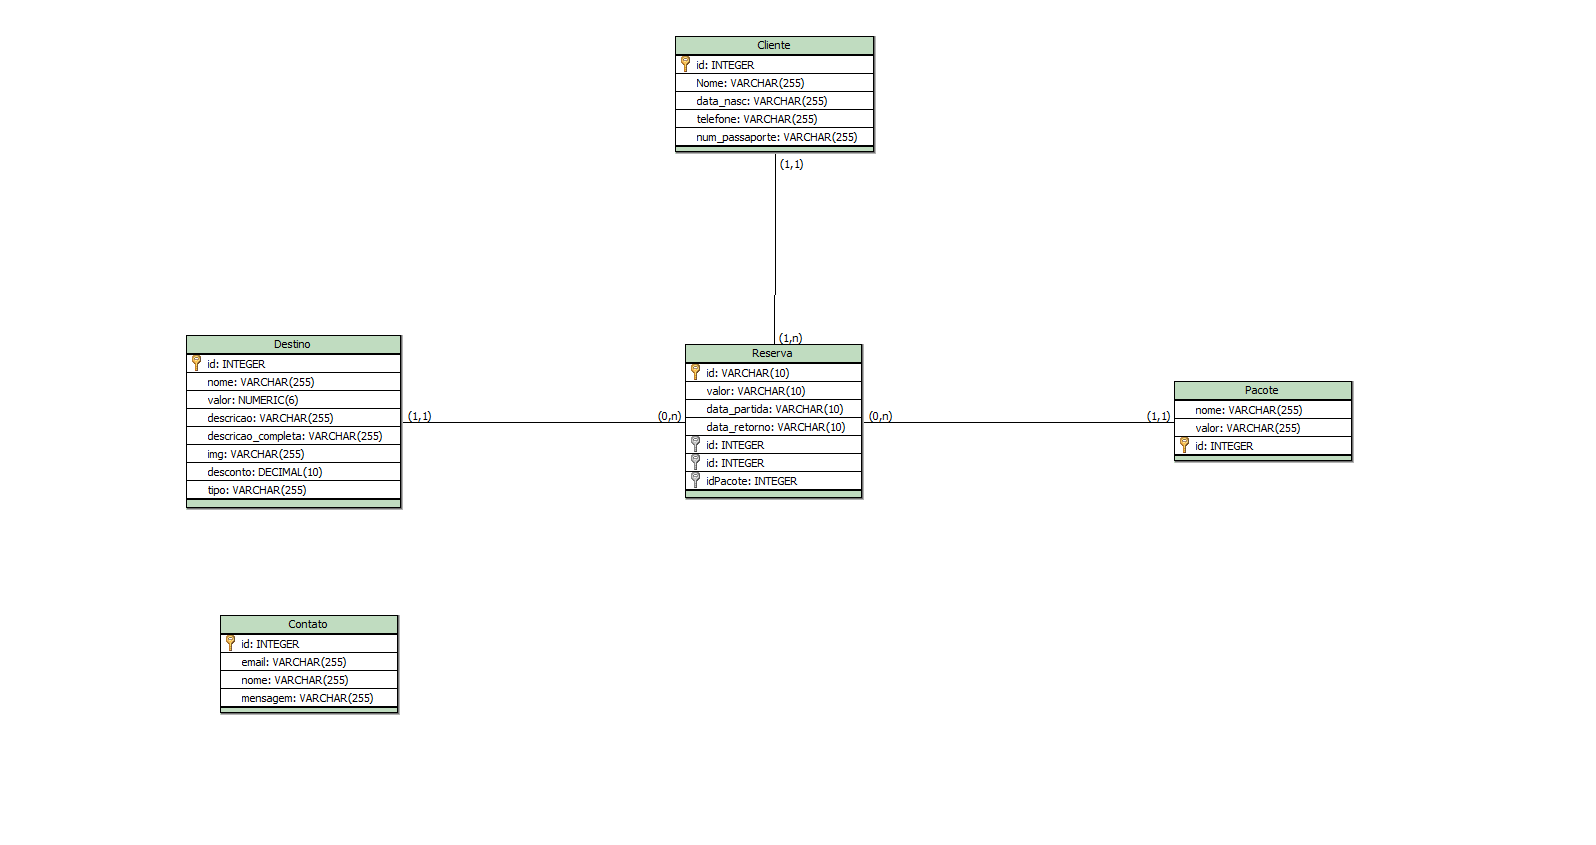 Cliente
id: INTEGER
Nome: VARCHAR(255)
data_nasc: VARCHAR(255)
telefone: VARCHAR(255)
num_passaporte: VARCHAR(255)
(1,1)
(1,n)
Destino
id: INTEGER
nome: VARCHAR(255)
valor: NUMERIC(6)
descricao: VARCHAR(255)
descricao_completa: VARCHAR(255)
img: VARCHAR(255)
desconto: DECIMAL(10)
tipo: VARCHAR(255)
(1,1)
(0,n)
Reserva
id: VARCHAR(10)
valor: VARCHAR(10)
data_partida: VARCHAR(10)
data_retorno: VARCHAR(10)
id: INTEGER
id: INTEGER
idPacote: INTEGER
(0,n)
(1,1)
Pacote
nome: VARCHAR(255)
valor: VARCHAR(255)
id: INTEGER
Contato
id: INTEGER
email: VARCHAR(255)
nome: VARCHAR(255)
mensagem: VARCHAR(255)